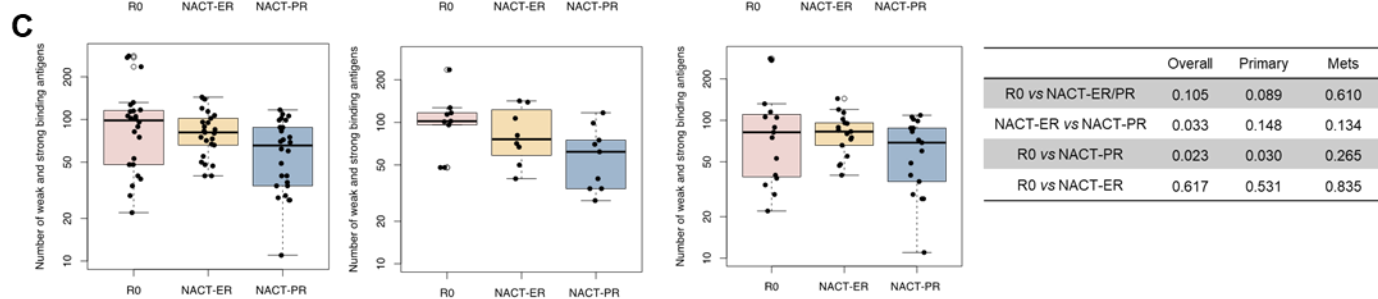 R0 NACT-ER NACT-PR R0 NACT-ER NACT-PR R0 NACT-ER NACT-PR
C
Number of weak and strong binding antigens
200
100
50
20
10
R0 NACT-ER NACT-PR
Number of weak and strong binding antigens
200
100
50
20
10
R0 NACT-ER NACT-PR
Number of weak and strong binding antigens
200
100
50
20
10
R0 NACT-ER NACT-PR
Overall Primary Mets
R0 vs NACT-ER/PR 0.105 0.089 0.610
NACT-ER vs NACT-PR 0.033 0.148 0.134
R0 vs NACT-PR 0.023 0.030 0.265
R0 vs NACT-ER 0.617 0.531 0.835